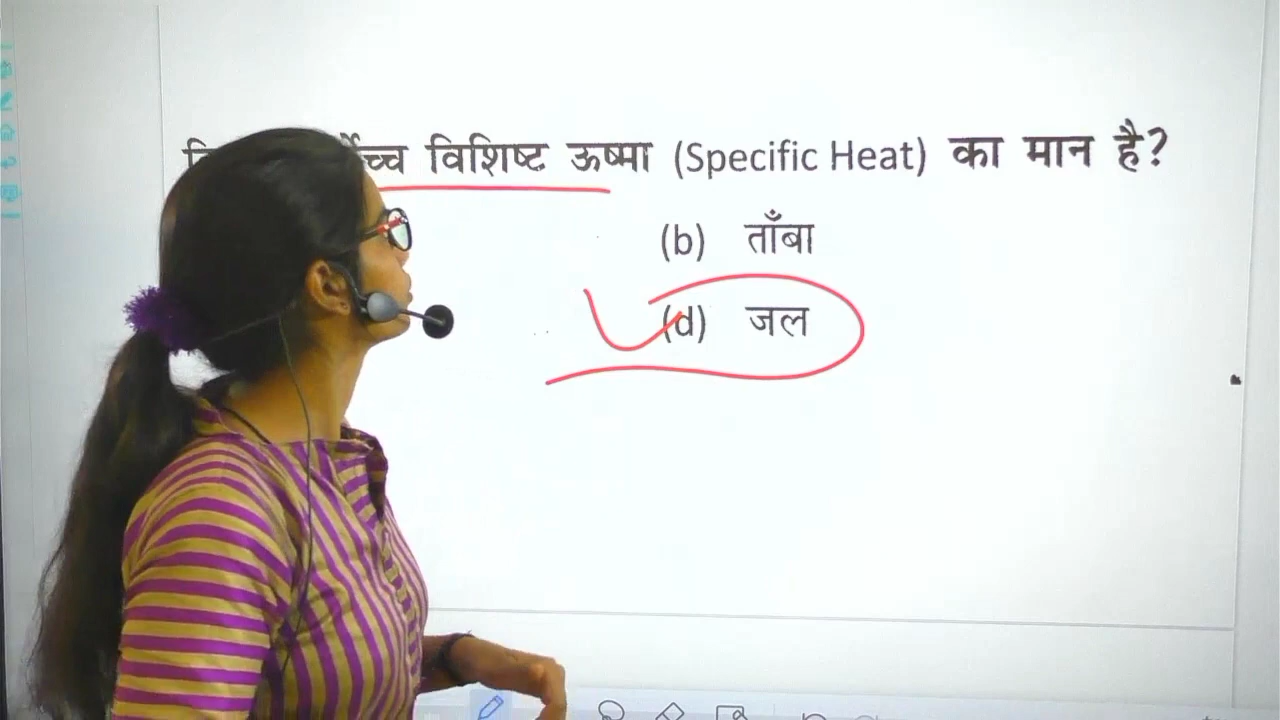 विशिष्ट ऊष्मा (Specific Heat) का मान है?
(b) ताँबा
(d) जल